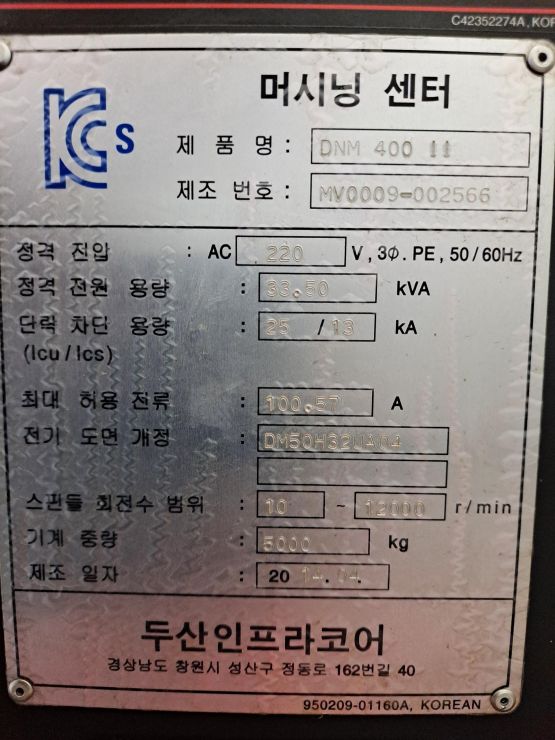 C42352274A, KOR
머시닝 센터
KCs
제 품 명 : DNM 400 II
제조 번호 : MV0009-002566
정격 전압 : AC 220 V, 3Ø. PE, 50/60Hz
정격 전원 용량 : 33.50 kVA
단락 차단 용량 : 25 /13 kA
(Icu/Ics)
최대 허용 전류 : 100.57 A
전기 도면 개정 : DM50H32UA04
스핀들 회전수 범위 : 10 ~ 12000 r/min
기계 중량 : 5000 kg
제조 일자 : 20 14.04.
두산인프라코어
경상남도 창원시 성산구 정동로 162번길 40
950209-01160A, KOREAN